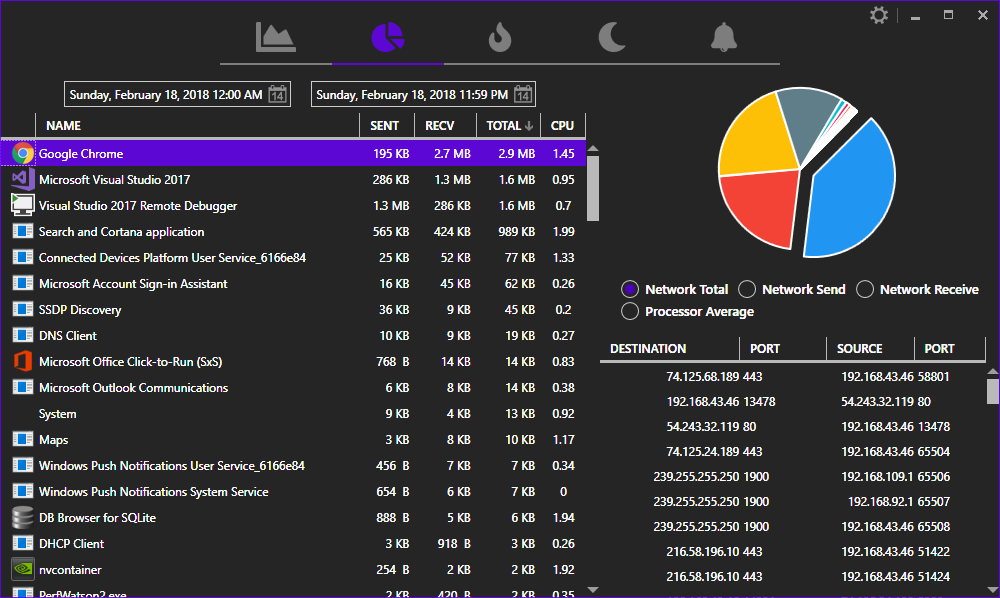 Sunday, February 18, 2018 12:00 AM 14 Sunday, February 18, 2018 11:59 PM 14
NAME SENT RECV TOTAL CPU
Google Chrome 195 KB 2.7 MB 2.9 MB 1.45
Microsoft Visual Studio 2017 286 KB 1.3 MB 1.6 MB 0.95
Visual Studio 2017 Remote Debugger 1.3 MB 286 KB 1.6 MB 0.7
Search and Cortana application 565 KB 424 KB 989 KB 1.99
Connected Devices Platform User Service_6166e84 25 KB 52 KB 77 KB 1.33
Microsoft Account Sign-in Assistant 16 KB 45 KB 62 KB 0.26
SSDP Discovery 36 KB 9 KB 45 KB 0.2
DNS Client 10 KB 9 KB 19 KB 0.27
Microsoft Office Click-to-Run (SxS) 768 B 14 KB 14 KB 0.83
Microsoft Outlook Communications 6 KB 8 KB 14 KB 0.38
System 9 KB 4 KB 13 KB 0.92
Maps 3 KB 8 KB 10 KB 1.17
Windows Push Notifications User Service_6166e84 456 B 7 KB 7 KB 0.34
Windows Push Notifications System Service 654 B 6 KB 7 KB 0
DB Browser for SQLite 888 B 5 KB 6 KB 1.94
DHCP Client 3 KB 918 B 3 KB 0.26
nvcontainer 254 B 2 KB 2 KB 1.92
PerfWatson2.exe 2 KB 420 B 2 KB 0.35
Network Total Network Send Network Receive
Processor Average
DESTINATION PORT SOURCE PORT
74.125.68.189 443 192.168.43.46 58801
192.168.43.46 13478 54.243.32.119 80
54.243.32.119 80 192.168.43.46 13478
74.125.24.189 443 192.168.43.46 65504
239.255.255.250 1900 192.168.109.1 65506
239.255.255.250 1900 192.168.92.1 65507
239.255.255.250 1900 192.168.43.46 65508
216.58.196.10 443 192.168.43.46 51422
216.58.196.10 443 192.168.43.46 51424